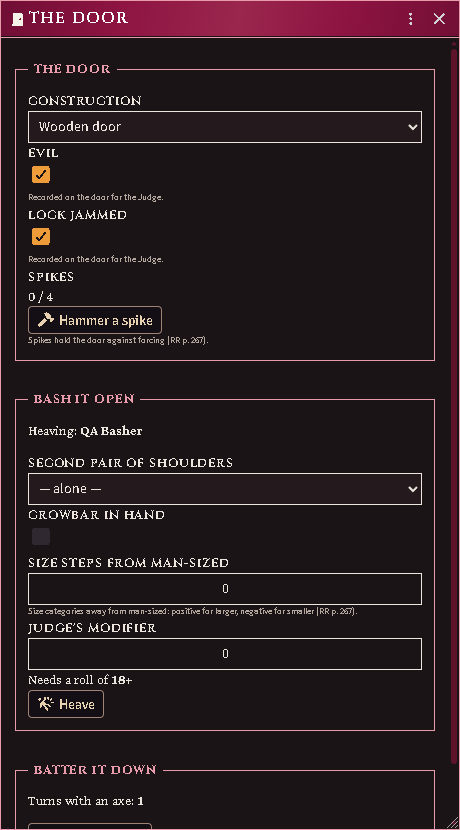 THE DOOR
THE DOOR
CONSTRUCTION
Wooden door
EVIL
Recorded on the door for the Judge.
LOCK JAMMED
Recorded on the door for the Judge.
SPIKES
0 / 4
Hammer a spike
Spikes hold the door against forcing (RR p. 267).
BASH IT OPEN
Heaving: QA Basher
SECOND PAIR OF SHOULDERS
— alone —
CROWBAR IN HAND
SIZE STEPS FROM MAN-SIZED
0
Size categories away from man-sized: positive for larger, negative for smaller (RR p. 267).
JUDGE'S MODIFIER
0
Needs a roll of 18+
Heave
BATTER IT DOWN
Turns with an axe: 1